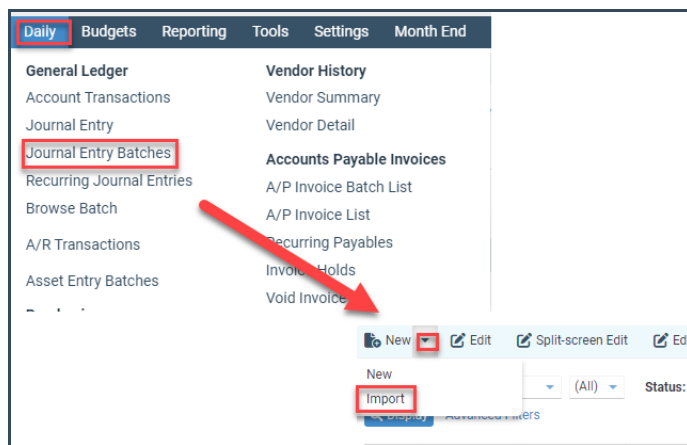 Daily Budgets Reporting Tools Settings Month End
General Ledger
Account Transactions
Journal Entry
Journal Entry Batches
Recurring Journal Entries
Browse Batch
A/R Transactions
Asset Entry Batches
Vendor History
Vendor Summary
Vendor Detail
Accounts Payable Invoices
A/P Invoice Batch List
A/P Invoice List
Recurring Payables
Invoice Holds
Void Invoice
New Edit Split-screen Edit Ed
New
Import
(All) Status:
Display Advanced Filters